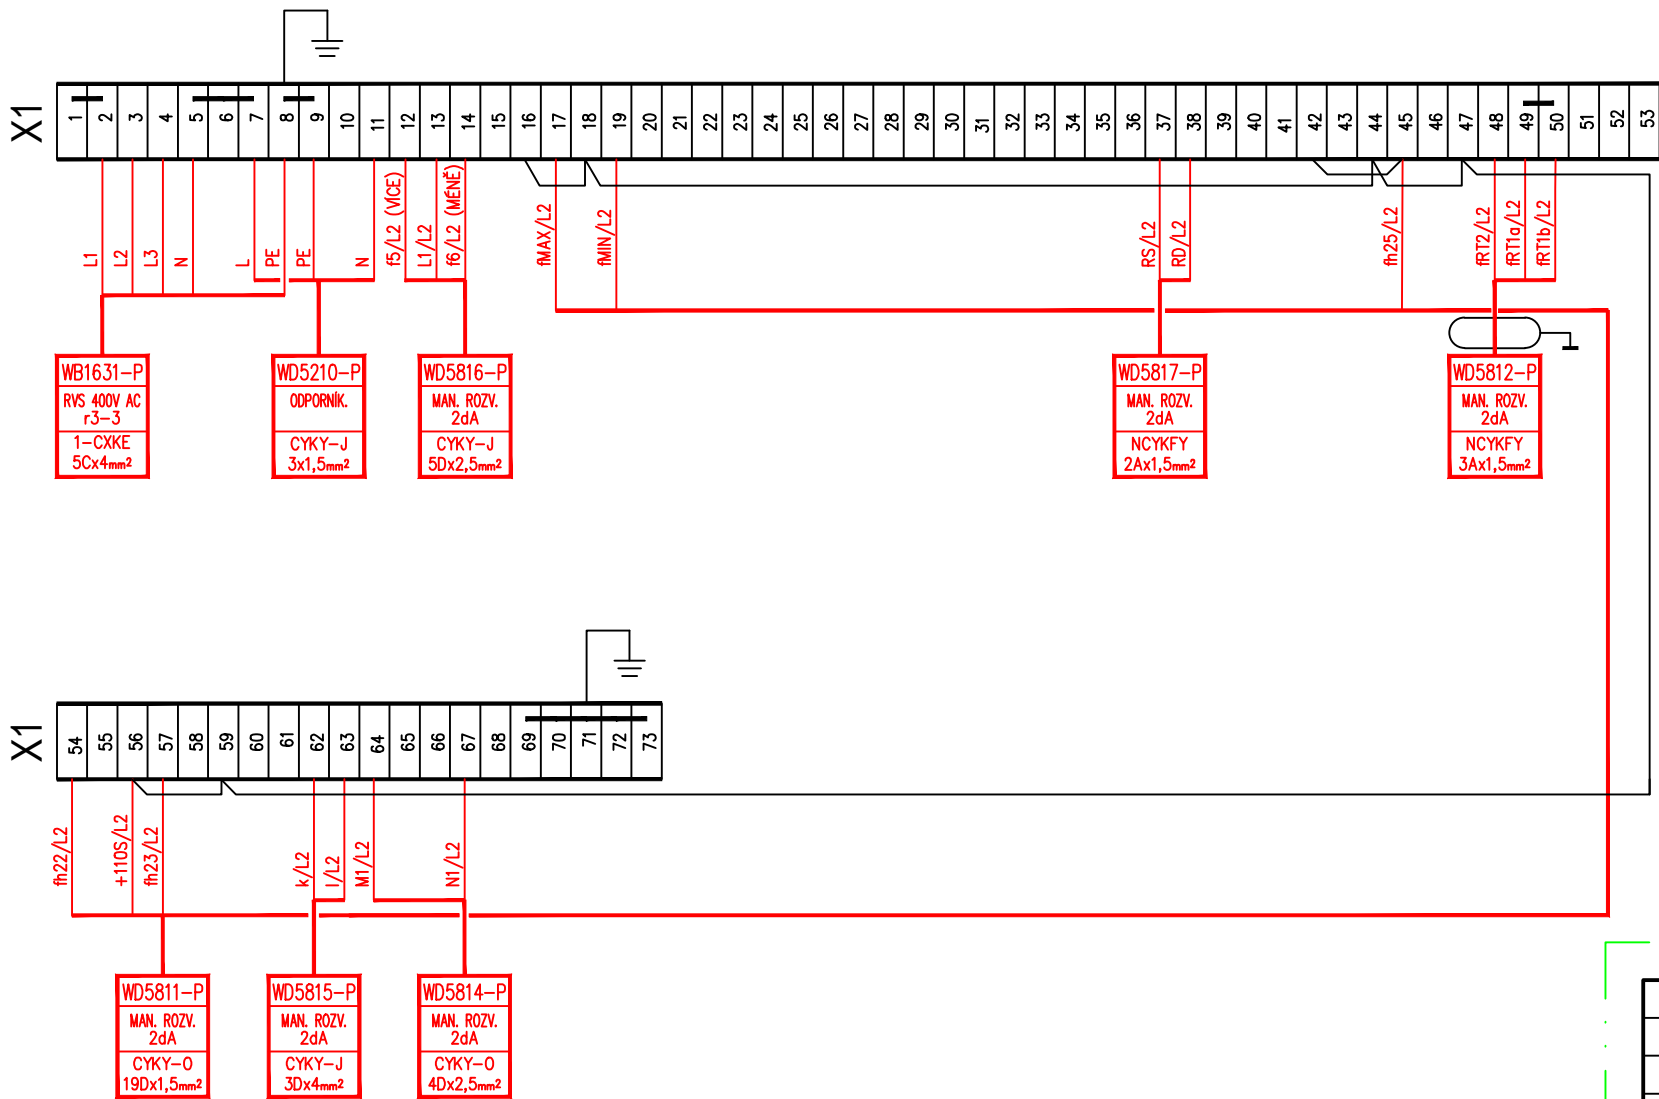 X1
1 2 3 4 5 6 7 8 9 10 11 12 13 14 15 16 17 18 19 20 21 22 23 24 25 26 27 28 29 30 31 32 33 34 35 36 37 38 39 40 41 42 43 44 45 46 47 48 49 50 51 52 53
L1 L2 L3 N L PE PE N f5/L2 (VÍCE) L1/L2 f6/L2 (MÉNĚ) fMAX/L2 fMIN/L2 RS/L2 RD/L2 fh25/L2 fRT2/L2 fRT1a/L2 fRT1b/L2
WB1631-P
RVS 400V AC
r3-3
1-CXKE
5Cx4mm²
WD5210-P
ODPORNÍK.
CYKY-J
3x1,5mm²
WD5816-P
MAN. ROZV.
2dA
CYKY-J
5Dx2,5mm²
WD5817-P
MAN. ROZV.
2dA
NCYKFY
2Ax1,5mm²
WD5812-P
MAN. ROZV.
2dA
NCYKFY
3Ax1,5mm²
X1
54 55 56 57 58 59 60 61 62 63 64 65 66 67 68 69 70 71 72 73
fh22/L2 +110S/L2 fh23/L2 k/L2 l/L2 M1/L2 N1/L2
WD5811-P
MAN. ROZV.
2dA
CYKY-O
19Dx1,5mm²
WD5815-P
MAN. ROZV.
2dA
CYKY-J
3Dx4mm²
WD5814-P
MAN. ROZV.
2dA
CYKY-O
4Dx2,5mm²